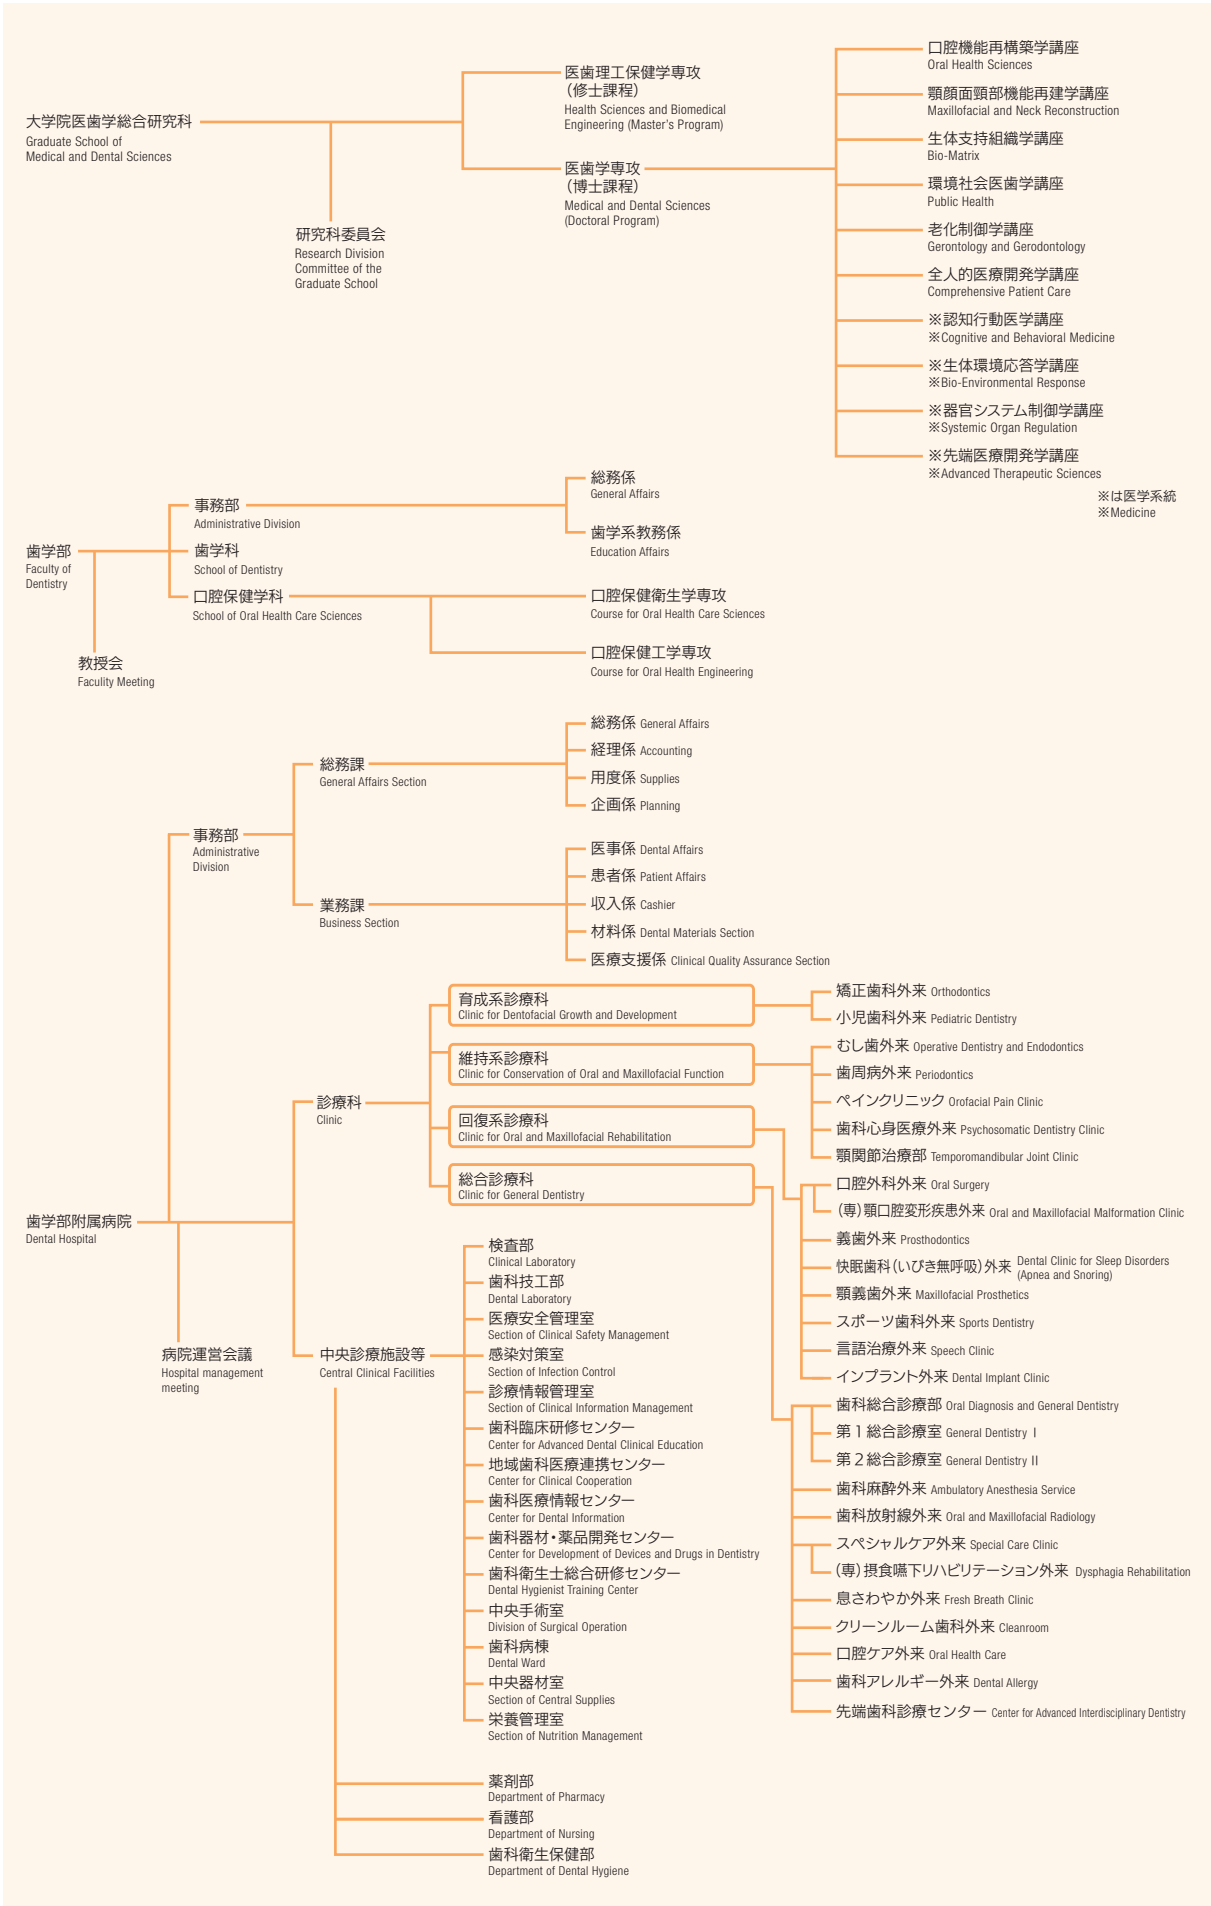 大学院医歯学総合研究科
Graduate School of
Medical and Dental Sciences
研究科委員会
Research Division
Committee of the
Graduate School
医歯理工保健学専攻
（修士課程）
Health Sciences and Biomedical
Engineering (Master's Program)
医歯学専攻
（博士課程）
Medical and Dental Sciences
(Doctoral Program)
口腔機能再構築学講座
Oral Health Sciences
顎顔面頸部機能再建学講座
Maxillofacial and Neck Reconstruction
生体支持組織学講座
Bio-Matrix
環境社会医歯学講座
Public Health
老化制御学講座
Gerontology and Gerodontology
全人的医療開発学講座
Comprehensive Patient Care
※認知行動医学講座
※Cognitive and Behavioral Medicine
※生体環境応答学講座
※Bio-Environmental Response
※器官システム制御学講座
※Systemic Organ Regulation
※先端医療開発学講座
※Advanced Therapeutic Sciences
※は医学系統
※Medicine
歯学部
Faculty of
Dentistry
教授会
Faculity Meeting
事務部
Administrative Division
歯学科
School of Dentistry
口腔保健学科
School of Oral Health Care Sciences
総務係
General Affairs
歯学系教務係
Education Affairs
口腔保健衛生学専攻
Course for Oral Health Care Sciences
口腔保健工学専攻
Course for Oral Health Engineering
歯学部附属病院
Dental Hospital
病院運営会議
Hospital management
meeting
事務部
Administrative
Division
総務課
General Affairs Section
総務係 General Affairs
経理係 Accounting
用度係 Supplies
企画係 Planning
業務課
Business Section
医事係 Dental Affairs
患者係 Patient Affairs
収入係 Cashier
材料係 Dental Materials Section
医療支援係 Clinical Quality Assurance Section
診療科
Clinic
育成系診療科
Clinic for Dentofacial Growth and Development
維持系診療科
Clinic for Conservation of Oral and Maxillofacial Function
回復系診療科
Clinic for Oral and Maxillofacial Rehabilitation
総合診療科
Clinic for General Dentistry
矯正歯科外来 Orthodontics
小児歯科外来 Pediatric Dentistry
むし歯外来 Operative Dentistry and Endodontics
歯周病外来 Periodontics
ペインクリニック Orofacial Pain Clinic
歯科心身医療外来 Psychosomatic Dentistry Clinic
顎関節治療部 Temporomandibular Joint Clinic
口腔外科外来 Oral Surgery
（専）顎口腔変形疾患外来 Oral and Maxillofacial Malformation Clinic
義歯外来 Prosthodontics
快眠歯科（いびき無呼吸）外来 Dental Clinic for Sleep Disorders
(Apnea and Snoring)
顎義歯外来 Maxillofacial Prosthetics
スポーツ歯科外来 Sports Dentistry
言語治療外来 Speech Clinic
インプラント外来 Dental Implant Clinic
歯科総合診療部 Oral Diagnosis and General Dentistry
第１総合診療室 General Dentistry Ⅰ
第２総合診療室 General Dentistry II
歯科麻酔外来 Ambulatory Anesthesia Service
歯科放射線外来 Oral and Maxillofacial Radiology
スペシャルケア外来 Special Care Clinic
（専）摂食嚥下リハビリテーション外来 Dysphagia Rehabilitation
息さわやか外来 Fresh Breath Clinic
クリーンルーム歯科外来 Cleanroom
口腔ケア外来 Oral Health Care
歯科アレルギー外来 Dental Allergy
先端歯科診療センター Center for Advanced Interdisciplinary Dentistry
中央診療施設等
Central Clinical Facilities
検査部
Clinical Laboratory
歯科技工部
Dental Laboratory
医療安全管理室
Section of Clinical Safety Management
感染対策室
Section of Infection Control
診療情報管理室
Section of Clinical Information Management
歯科臨床研修センター
Center for Advanced Dental Clinical Education
地域歯科医療連携センター
Center for Clinical Cooperation
歯科医療情報センター
Center for Dental Information
歯科器材・薬品開発センター
Center for Development of Devices and Drugs in Dentistry
歯科衛生士総合研修センター
Dental Hygienist Training Center
中央手術室
Division of Surgical Operation
歯科病棟
Dental Ward
中央器材室
Section of Central Supplies
栄養管理室
Section of Nutrition Management
薬剤部
Department of Pharmacy
看護部
Department of Nursing
歯科衛生保健部
Department of Dental Hygiene